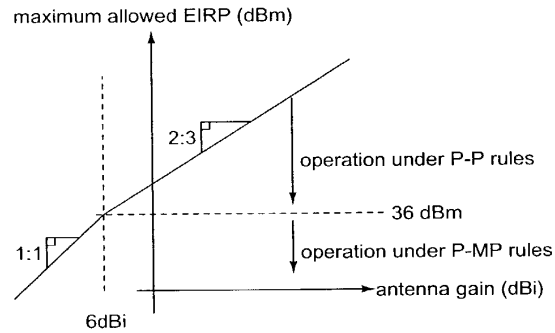 maximum allowed EIRP (dBm)
2:3
operation under P-P rules
36 dBm
1:1
operation under P-MP rules
antenna gain (dBi)
6dBi